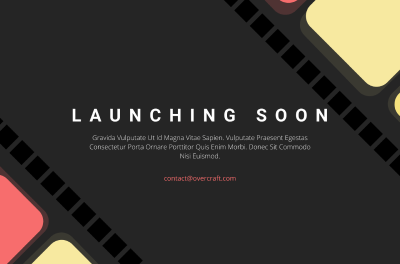 LAUNCHING SOON
Gravida Vulputate Ut Id Magna Vitae Sapien. Vulputate Praesent Egestas
Consectetur Porta Ornare Porttitor Quis Enim Morbi. Donec Sit Commodo
Nisi Euismod.
contact@overcraft.com